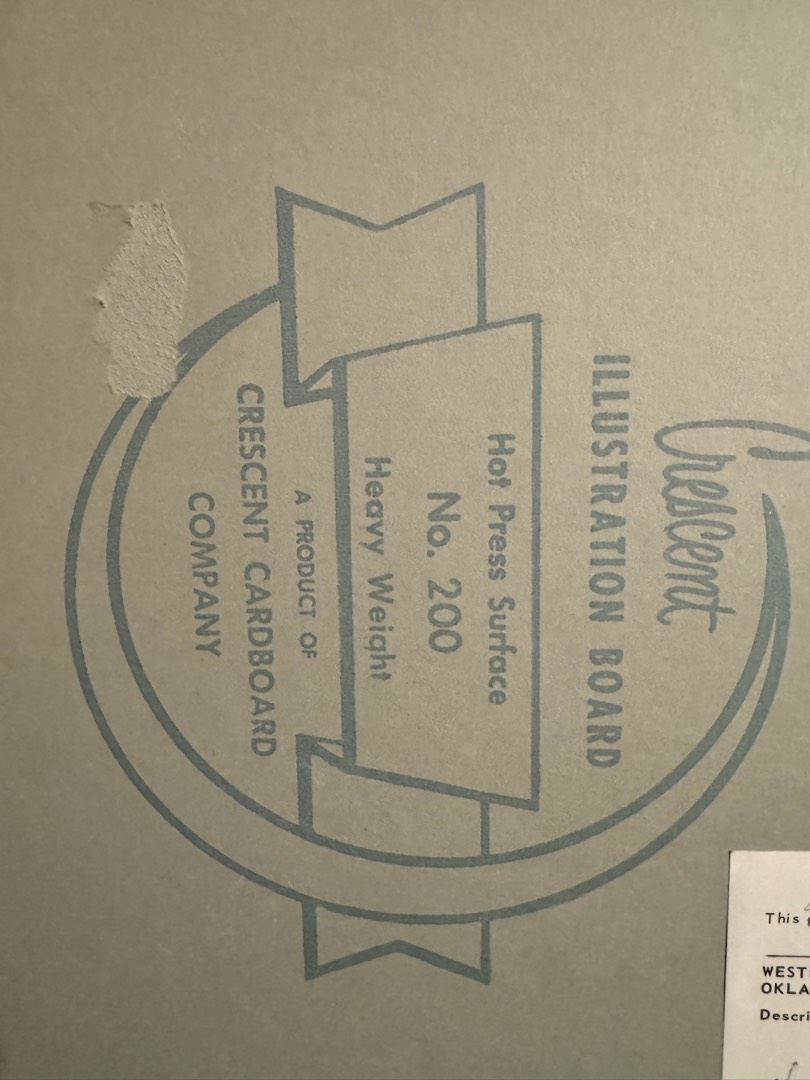 Crescent
ILLUSTRATION BOARD
Hot Press Surface
No. 200
Heavy Weight
A PRODUCT OF
CRESCENT CARDBOARD
COMPANY
This
WEST
OKLA
Descri